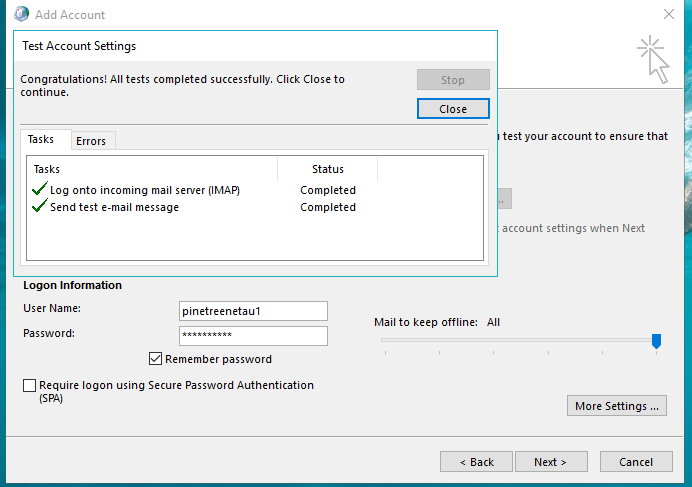 Add Account
Test Account Settings
Congratulations! All tests completed successfully. Click Close to
continue.
Stop
Close
Tasks
Errors
Tasks Status
Log onto incoming mail server (IMAP) Completed
Send test e-mail message Completed
test your account to ensure that
...
account settings when Next
Logon Information
User Name: pinetreenetau1
Password: **********
Remember password
Require logon using Secure Password Authentication
(SPA)
Mail to keep offline: All
More Settings ...
< Back
Next >
Cancel